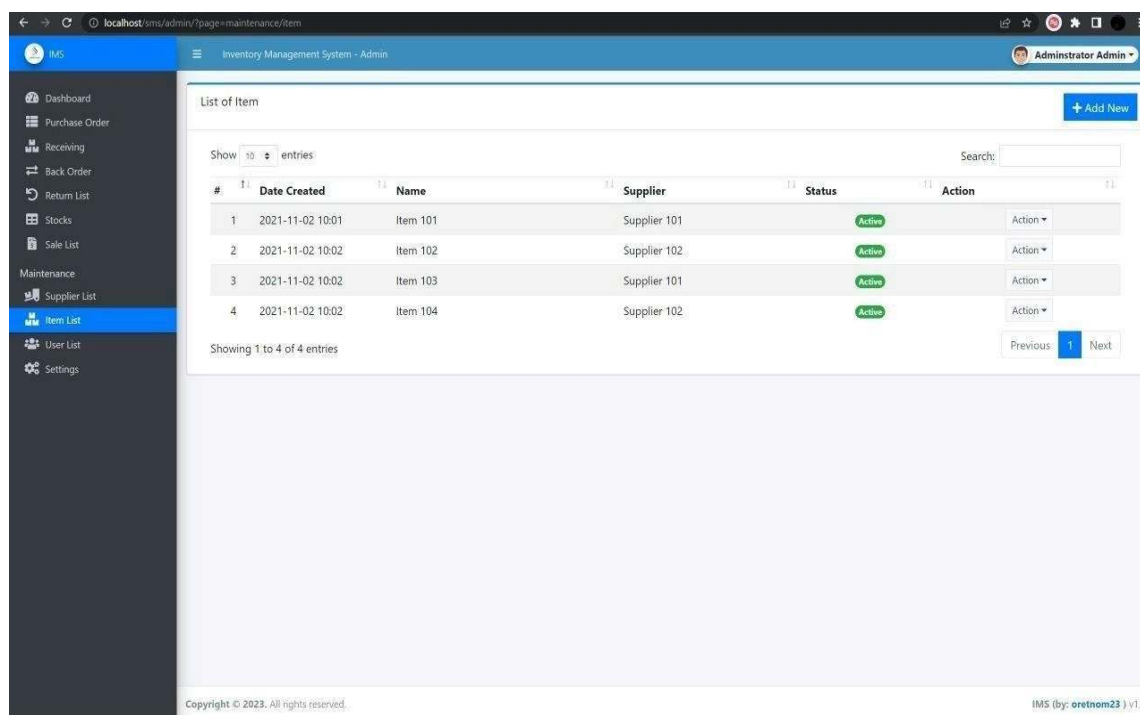 localhost/sms/admin/?page=maintenance/item
IMS
Inventory Management System - Admin
Adminstrator Admin
Dashboard
Purchase Order
Receiving
Back Order
Return List
Stocks
Sale List
Maintenance
Supplier List
Item List
User List
Settings
List of Item
+ Add New
Show 10 entries
Search:
# Date Created Name Supplier Status Action
1 2021-11-02 10:01 Item 101 Supplier 101 Active Action
2 2021-11-02 10:02 Item 102 Supplier 102 Active Action
3 2021-11-02 10:02 Item 103 Supplier 101 Active Action
4 2021-11-02 10:02 Item 104 Supplier 102 Active Action
Showing 1 to 4 of 4 entries
Previous 1 Next
Copyright © 2023. All rights reserved.
IMS (by: oretnom23 ) v1